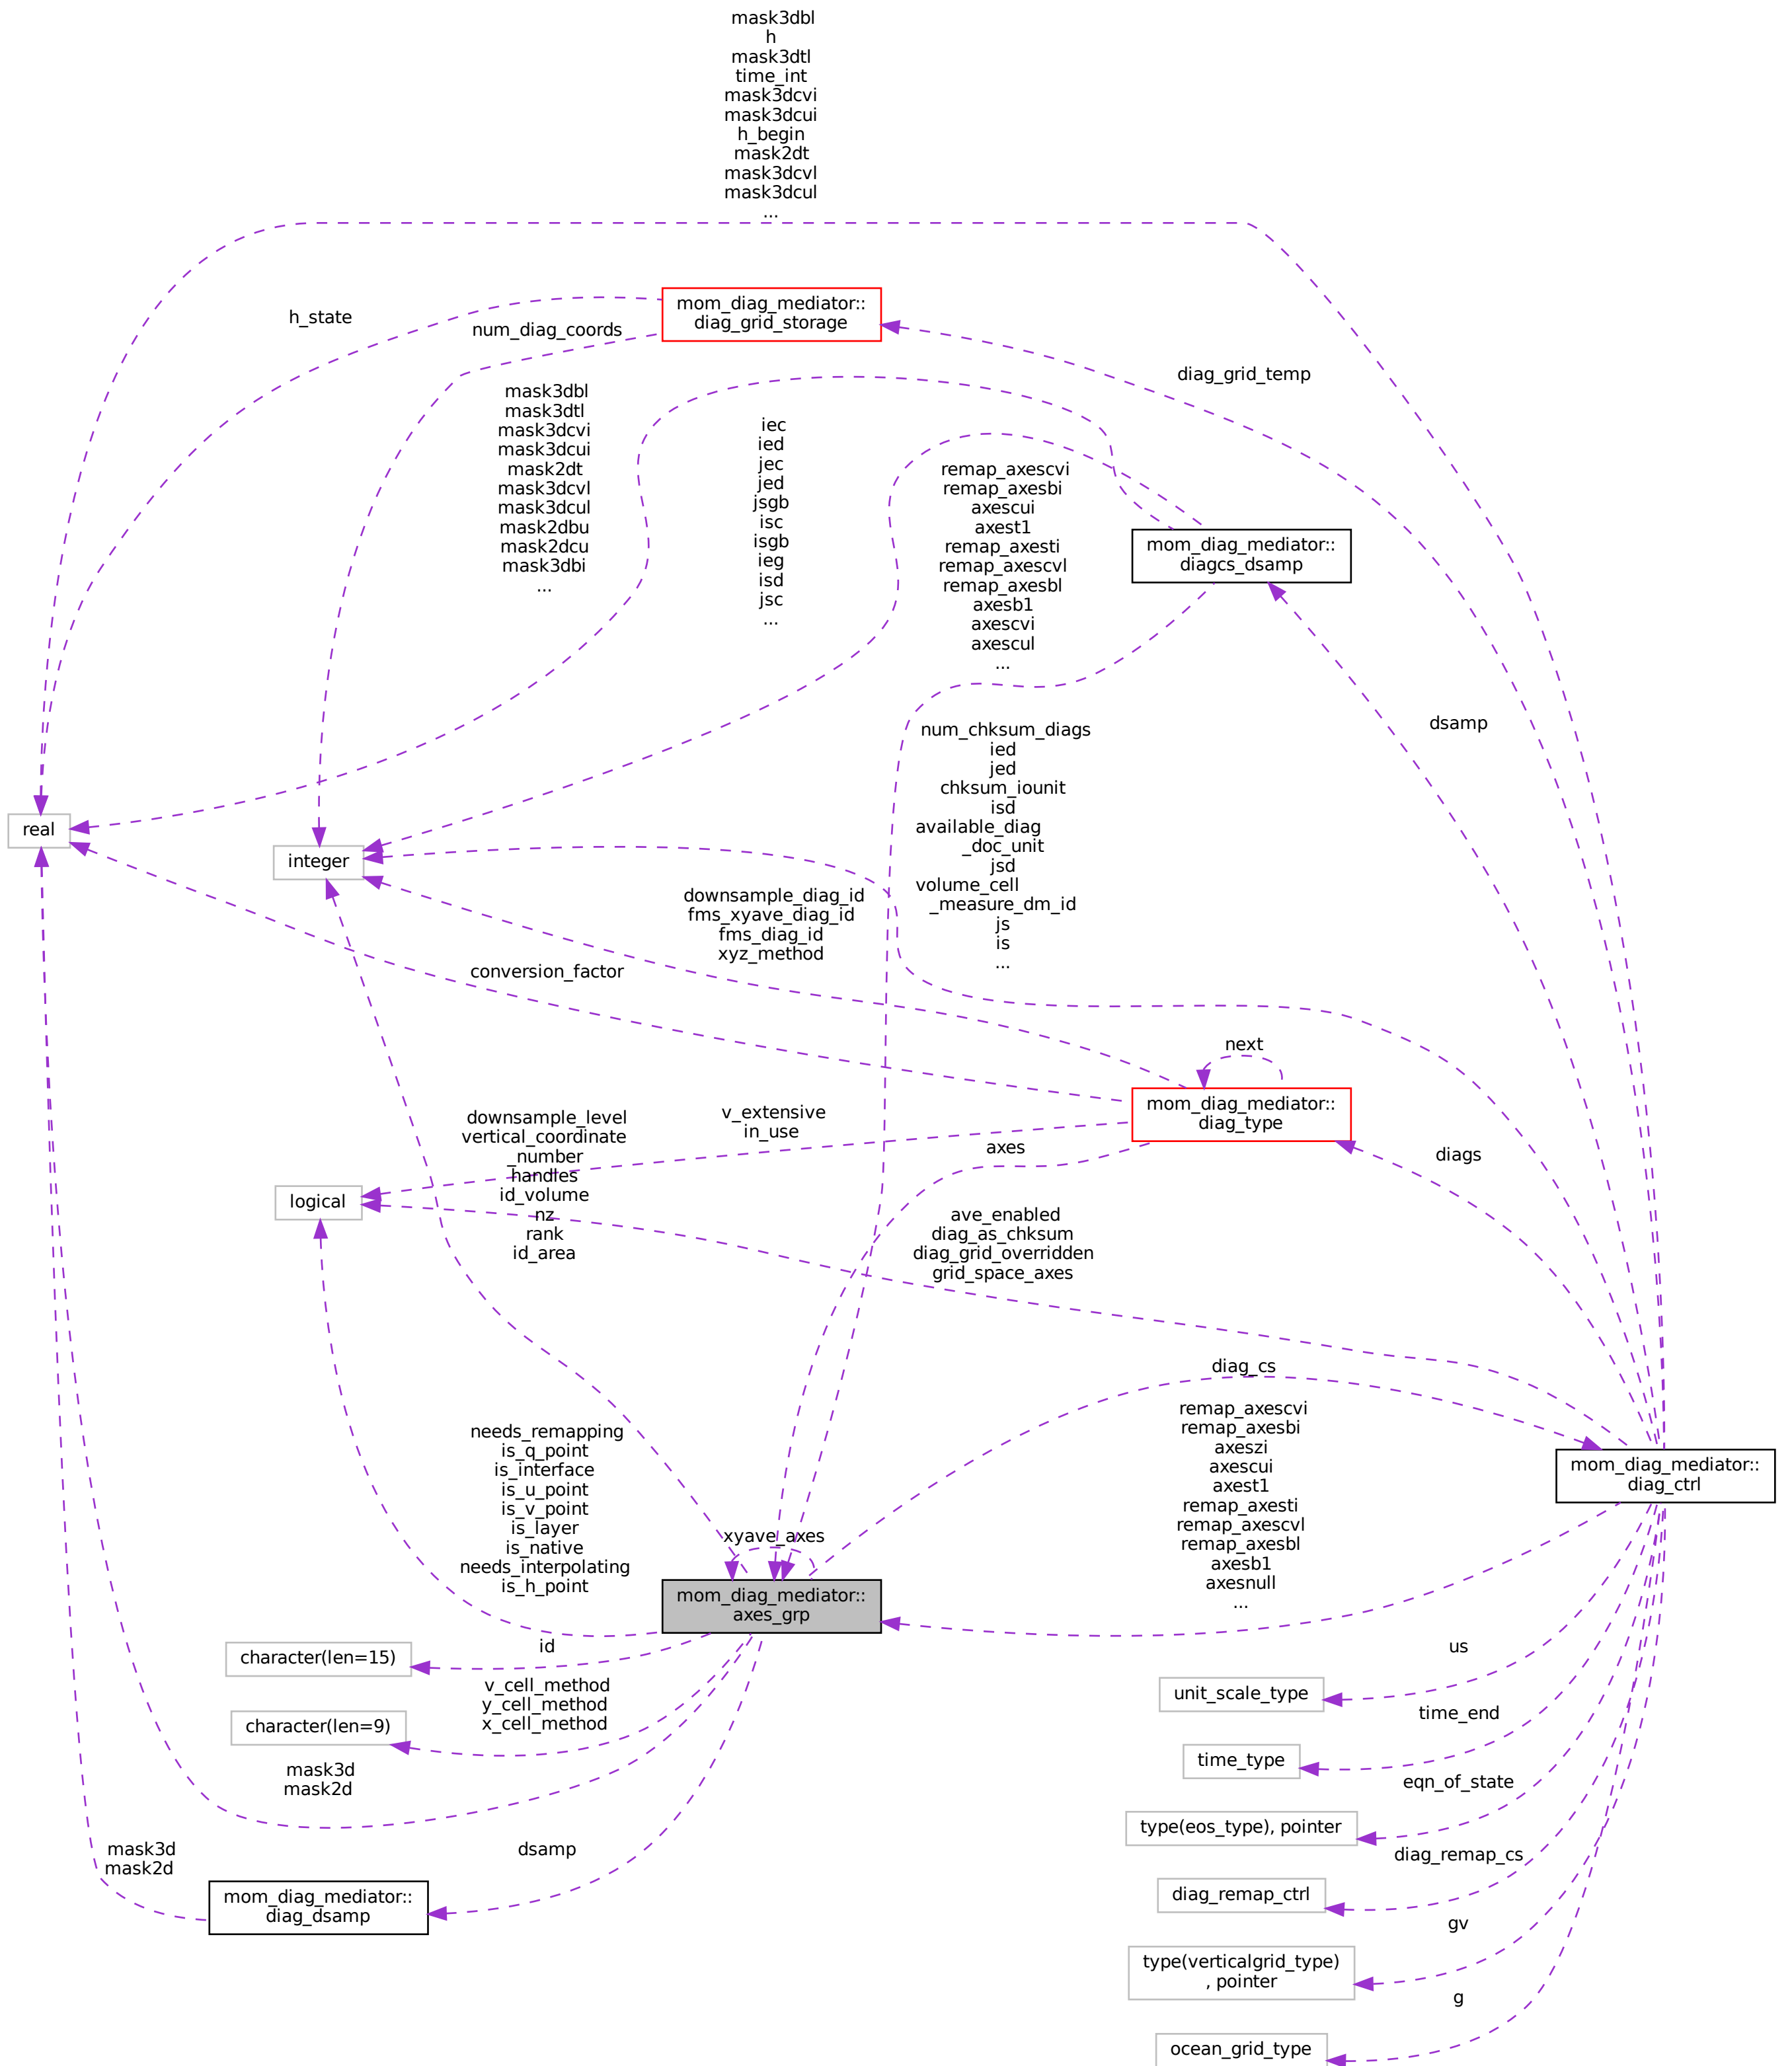 mask3dbl
h
mask3dtl
time_int
mask3dcvi
mask3dcui
h_begin
mask2dt
mask3dcvl
mask3dcul
...
mom_diag_mediator::
diag_grid_storage
h_state
num_diag_coords
diag_grid_temp
mask3dbl
mask3dtl
mask3dcvi
mask3dcui
mask2dt
mask3dcvl
mask3dcul
mask2dbu
mask2dcu
mask3dbi
...
iec
ied
jec
jed
jsgb
isc
isgb
ieg
isd
jsc
...
remap_axescvi
remap_axesbi
axescui
axest1
remap_axesti
remap_axescvl
remap_axesbl
axesb1
axescvi
axescul
...
mom_diag_mediator::
diagcs_dsamp
dsamp
num_chksum_diags
ied
jed
chksum_iounit
isd
available_diag
_doc_unit
jsd
volume_cell
_measure_dm_id
js
is
...
real
integer
downsample_diag_id
fms_xyave_diag_id
fms_diag_id
xyz_method
conversion_factor
next
mom_diag_mediator::
diag_type
v_extensive
in_use
axes
diags
downsample_level
vertical_coordinate
_number
handles
id_volume
nz
rank
id_area
logical
ave_enabled
diag_as_chksum
diag_grid_overridden
grid_space_axes
diag_cs
remap_axescvi
remap_axesbi
axeszi
axescui
axest1
remap_axesti
remap_axescvl
remap_axesbl
axesb1
axesnull
...
mom_diag_mediator::
diag_ctrl
needs_remapping
is_q_point
is_interface
is_u_point
is_v_point
is_layer
is_native
needs_interpolating
is_h_point
xyave_axes
mom_diag_mediator::
axes_grp
id
character(len=15)
v_cell_method
y_cell_method
x_cell_method
character(len=9)
mask3d
mask2d
us
unit_scale_type
time_end
time_type
eqn_of_state
type(eos_type), pointer
mask3d
mask2d
dsamp
mom_diag_mediator::
diag_dsamp
diag_remap_cs
diag_remap_ctrl
gv
type(verticalgrid_type)
, pointer
g
ocean_grid_type